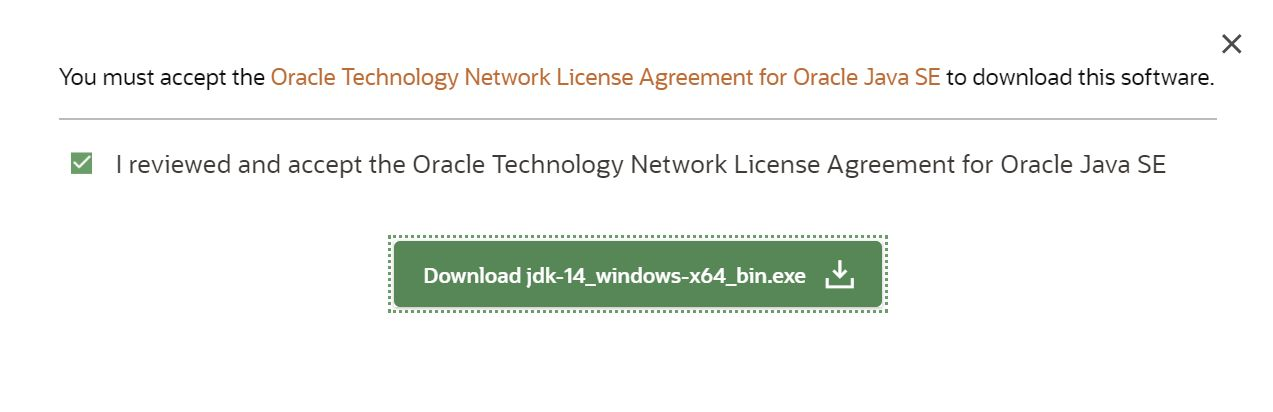 You must accept the Oracle Technology Network License Agreement for Oracle Java SE to download this software.
I reviewed and accept the Oracle Technology Network License Agreement for Oracle Java SE
Download jdk-14_windows-x64_bin.exe